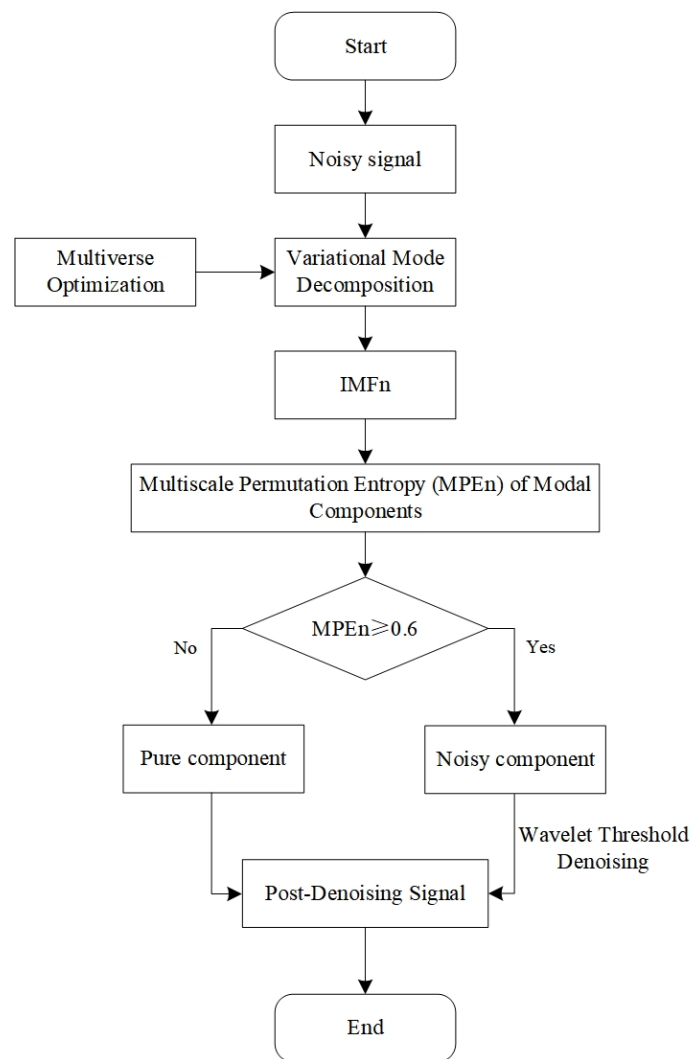 Start
Noisy signal
Multiverse
Optimization
Variational Mode
Decomposition
IMFn
Multiscale Permutation Entropy (MPEn) of Modal
Components
MPEn⩾0.6
No
Yes
Pure component
Noisy component
Wavelet Threshold
Denoising
Post-Denoising Signal
End